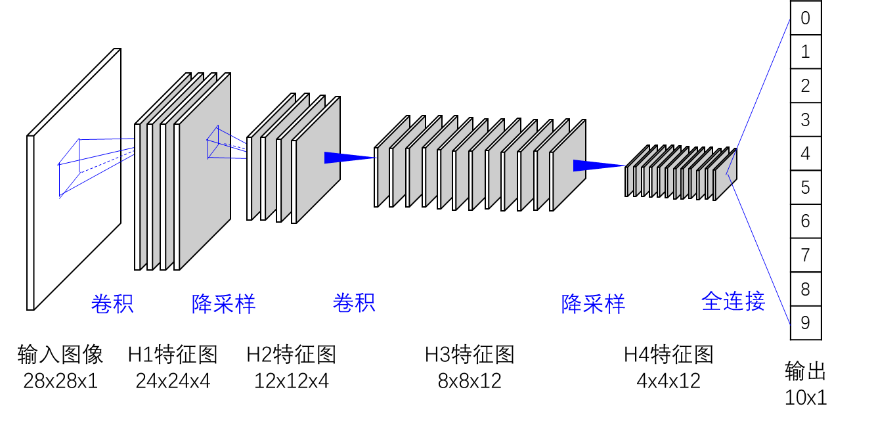 0
1
2
3
4
5
6
7
8
9
卷积
降采样
卷积
降采样
全连接
输入图像
28x28x1
H1特征图
24x24x4
H2特征图
12x12x4
H3特征图
8x8x12
H4特征图
4x4x12
输出
10x1